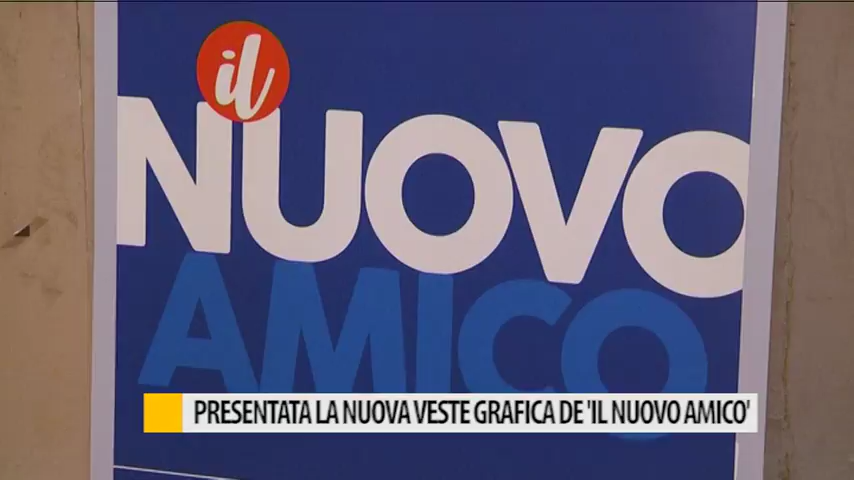 il
NUOVO
AMICO
PRESENTATA LA NUOVA VESTE GRAFICA DE 'IL NUOVO AMICO'